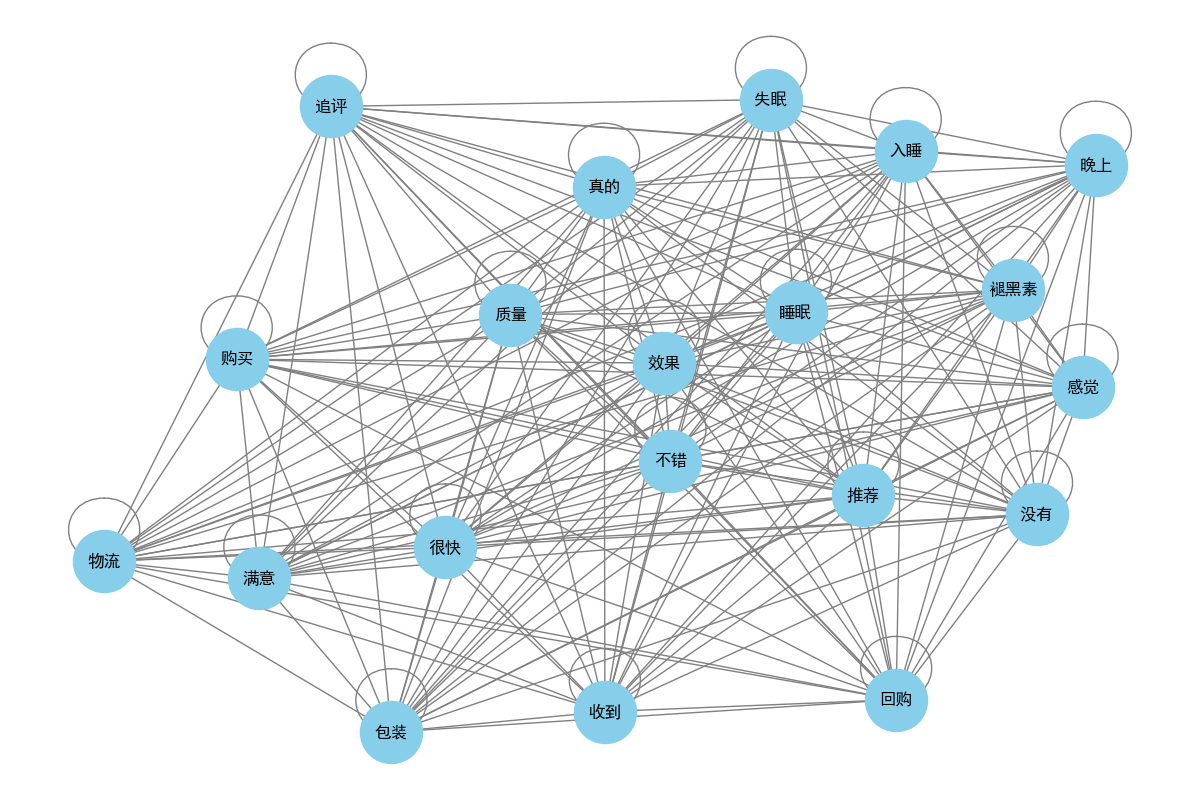 追评
失眠
入睡
晚上
真的
褪黑素
质量
睡眠
购买
效果
感觉
不错
推荐
没有
物流
满意
很快
包装
收到
回购